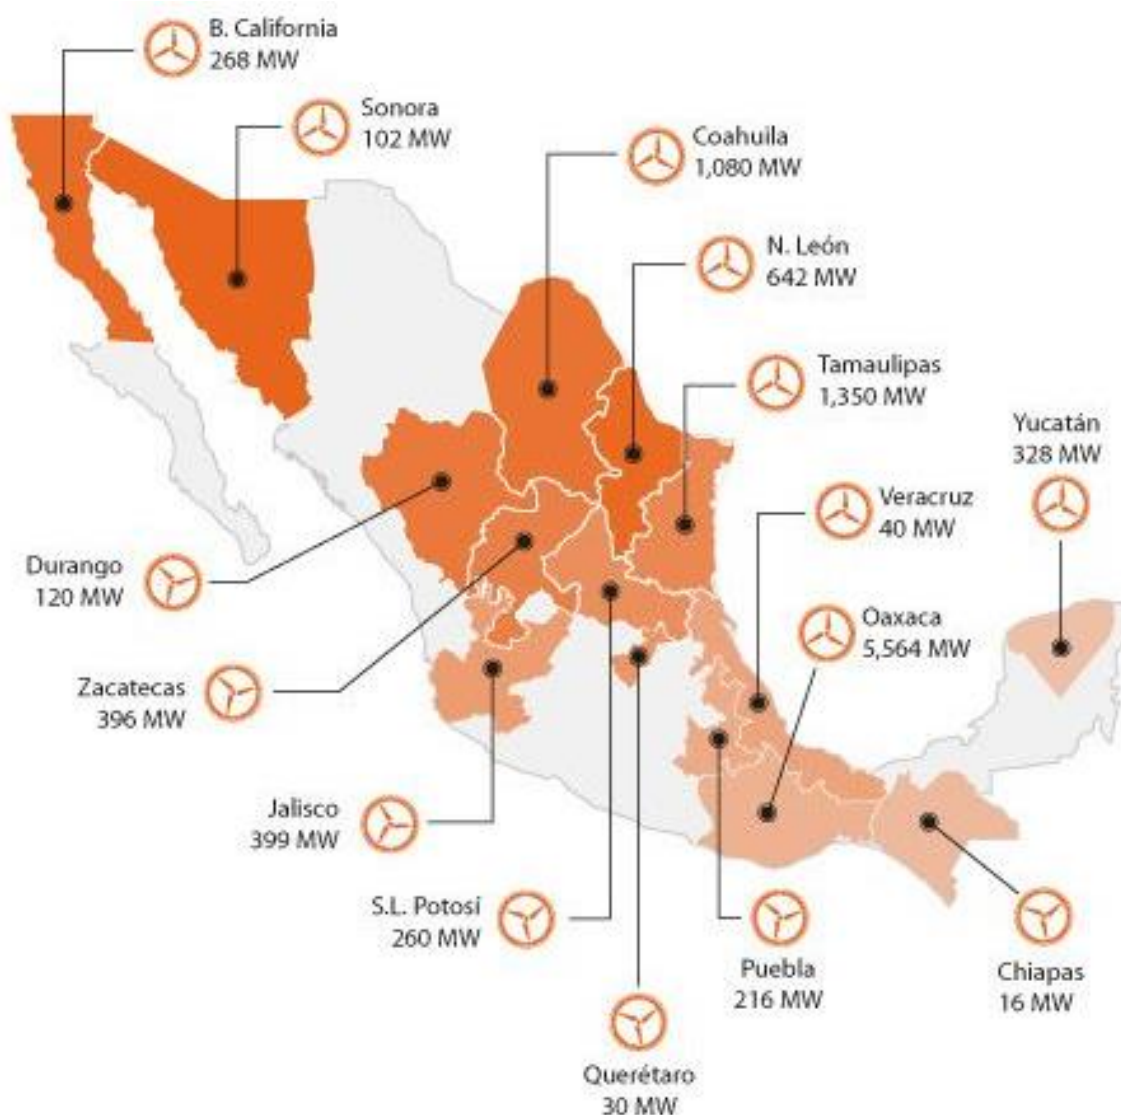 B. California
268 MW
Sonora
102 MW
Coahuila
1,080 MW
N. León
642 MW
Tamaulipas
1,350 MW
Yucatán
328 MW
Veracruz
40 MW
Oaxaca
5,564 MW
Durango
120 MW
Zacatecas
396 MW
Jalisco
399 MW
S.L. Potosí
260 MW
Puebla
216 MW
Chiapas
16 MW
Querétaro
30 MW